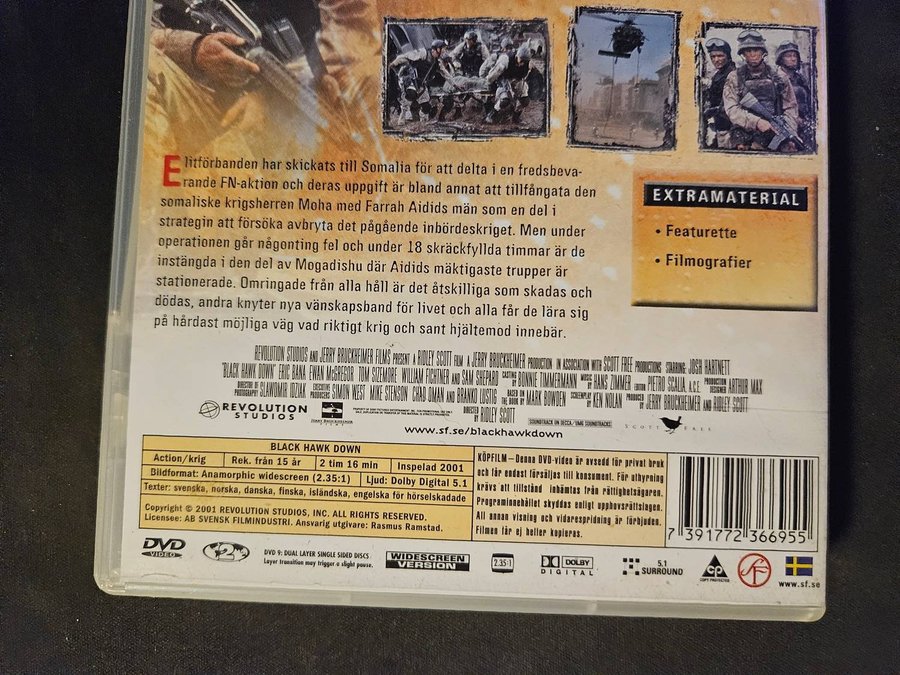 Elitförbanden har skickats till Somalia för att delta i en fredsbeva-
rande FN-aktion och deras uppgift är bland annat att tillfångata den
somaliske krigsherren Moha med Farrah Aidids män som en del i
strategin att försöka avbryta det pågående inbördeskriget. Men under
operationen går någonting fel och under 18 skräckfyllda timmar är de
instängda i den del av Mogadishu där Aidids mäktigaste trupper är
stationerade. Omringade från alla håll är det åtskilliga som skadas och
dödas, andra knyter nya vänskapsband för livet och alla får de lära sig
på hårdast möjliga väg vad riktigt krig och sant hjältemod innebär.
EXTRAMATERIAL
• Featurette
• Filmografier
REVOLUTION STUDIOS AND JERRY BRUCKHEIMER FILMS PRESENT A RIDLEY SCOTT FILM A JERRY BRUCKHEIMER PRODUCTION IN ASSOCIATION WITH SCOTT FREE PRODUCTIONS STARRING: JOSH HARTNETT
"BLACK HAWK DOWN" ERIC BANA EWAN McGREGOR TOM SIZEMORE WILLIAM FICHTNER AND SAM SHEPARD CASTING BY BONNIE TIMMERMANN MUSIC BY HANS ZIMMER EDITOR PIETRO SCALIA, A.C.E. PRODUCTION DESIGNER ARTHUR MAX
DIRECTOR OF PHOTOGRAPHY SLAWOMIR IDZIAK EXECUTIVE PRODUCERS SIMON WEST MIKE STENSON CHAD OMAN AND BRANKO LUSTIG BASED ON THE BOOK BY MARK BOWDEN SCREENPLAY BY KEN NOLAN PRODUCED BY JERRY BRUCKHEIMER AND RIDLEY SCOTT
DIRECTED BY RIDLEY SCOTT
REVOLUTION
STUDIOS
JERRY BRUCKHEIMER
FILMS
SOUNDTRACK ON DECCA/UMG SOUNDTRACKS
SCOTT FREE
www.sf.se/blackhawkdown
BLACK HAWK DOWN
Action/krig Rek. från 15 år 2 tim 16 min Inspelad 2001
Bildformat: Anamorphic widescreen (2.35:1) Ljud: Dolby Digital 5.1
Texter: svenska, norska, danska, finska, isländska, engelska för hörselskadade
Copyright © 2001 REVOLUTION STUDIOS, INC. ALL RIGHTS RESERVED.
Licensee: AB SVENSK FILMINDUSTRI. Ansvarig utgivare: Rasmus Ramstad.
KÖPFILM – Denna DVD-video är avsedd för privat bruk
och får endast försäljas till konsument. För uthyrning
krävs att tillstånd inhämtas från rättighetsägaren.
Programinnehållet skyddas enligt upphovsrättslagen.
All annan visning och vidarespridning är förbjuden.
Filmen får ej heller kopieras.
7 391772 366955
DVD
VIDEO
2
DVD 9: DUAL LAYER SINGLE SIDED DISCS
Layer transition may trigger a slight pause.
WIDESCREEN
VERSION
2.35:1
DOLBY
DIGITAL
5.1
SURROUND
CP
COPY PROTECTED
SF
www.sf.se